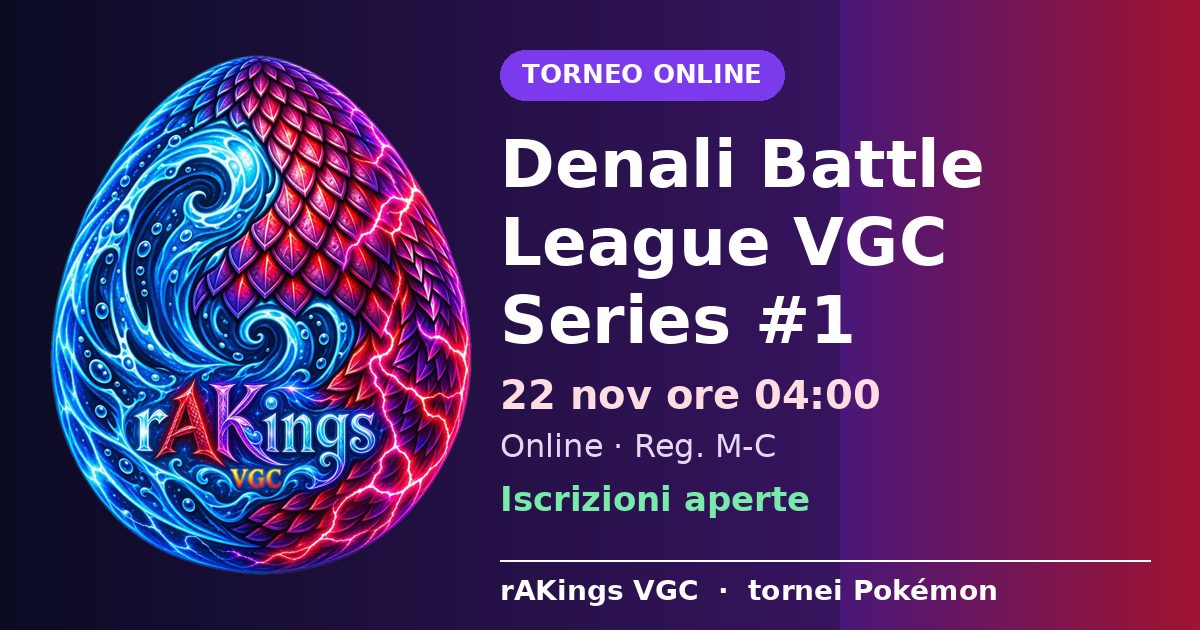 TORNEO ONLINE
Denali Battle
League VGC
Series #1
22 nov ore 04:00
Online · Reg. M-C
Iscrizioni aperte
rAKings
VGC
rAKings VGC · tornei Pokémon